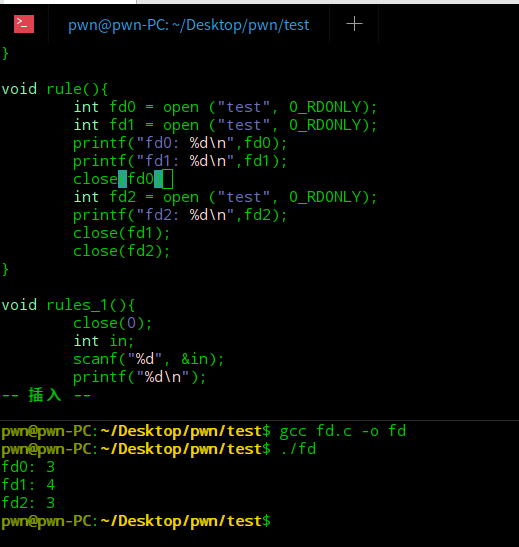 pwn@pwn-PC: ~/Desktop/pwn/test
}
void rule(){
        int fd0 = open ("test", O_RDONLY);
        int fd1 = open ("test", O_RDONLY);
        printf("fd0: %d\n",fd0);
        printf("fd1: %d\n",fd1);
        close(fd0)
        int fd2 = open ("test", O_RDONLY);
        printf("fd2: %d\n",fd2);
        close(fd1);
        close(fd2);
}
void rules_1(){
        close(0);
        int in;
        scanf("%d", &in);
        printf("%d\n");
-- 插入 --
pwn@pwn-PC:~/Desktop/pwn/test$ gcc fd.c -o fd
pwn@pwn-PC:~/Desktop/pwn/test$ ./fd
fd0: 3
fd1: 4
fd2: 3
pwn@pwn-PC:~/Desktop/pwn/test$